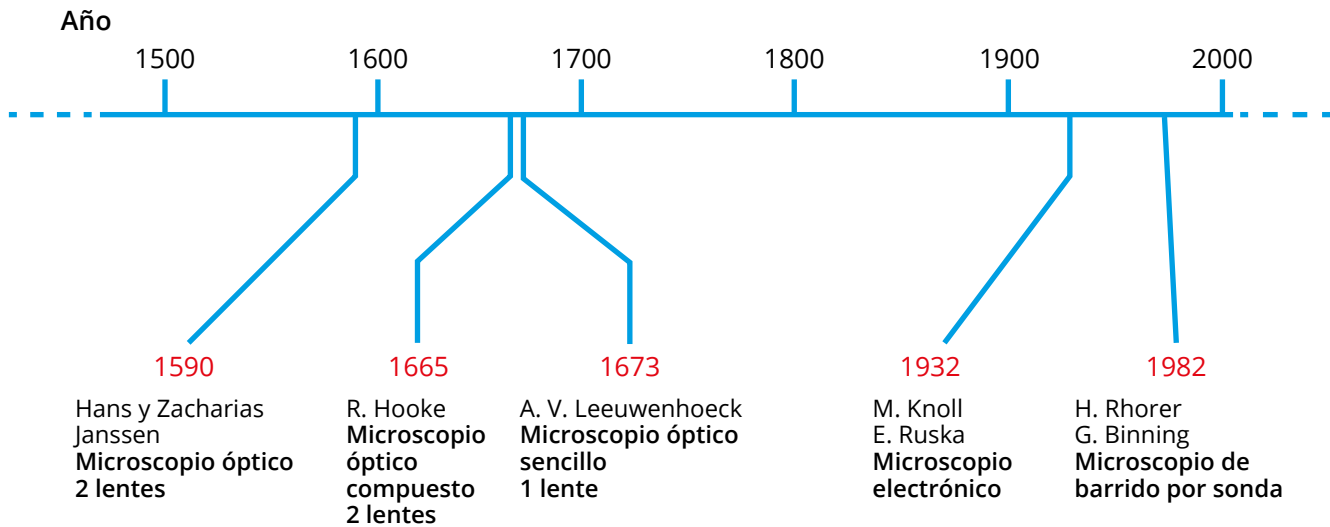 Año
1500
1600
1700
1800
1900
2000
1590
Hans y Zacharias
Janssen
Microscopio óptico
2 lentes
1665
R. Hooke
Microscopio
óptico
compuesto
2 lentes
1673
A. V. Leeuwenhoeck
Microscopio óptico
sencillo
1 lente
1932
M. Knoll
E. Ruska
Microscopio
electrónico
1982
H. Rhorer
G. Binning
Microscopio de
barrido por sonda